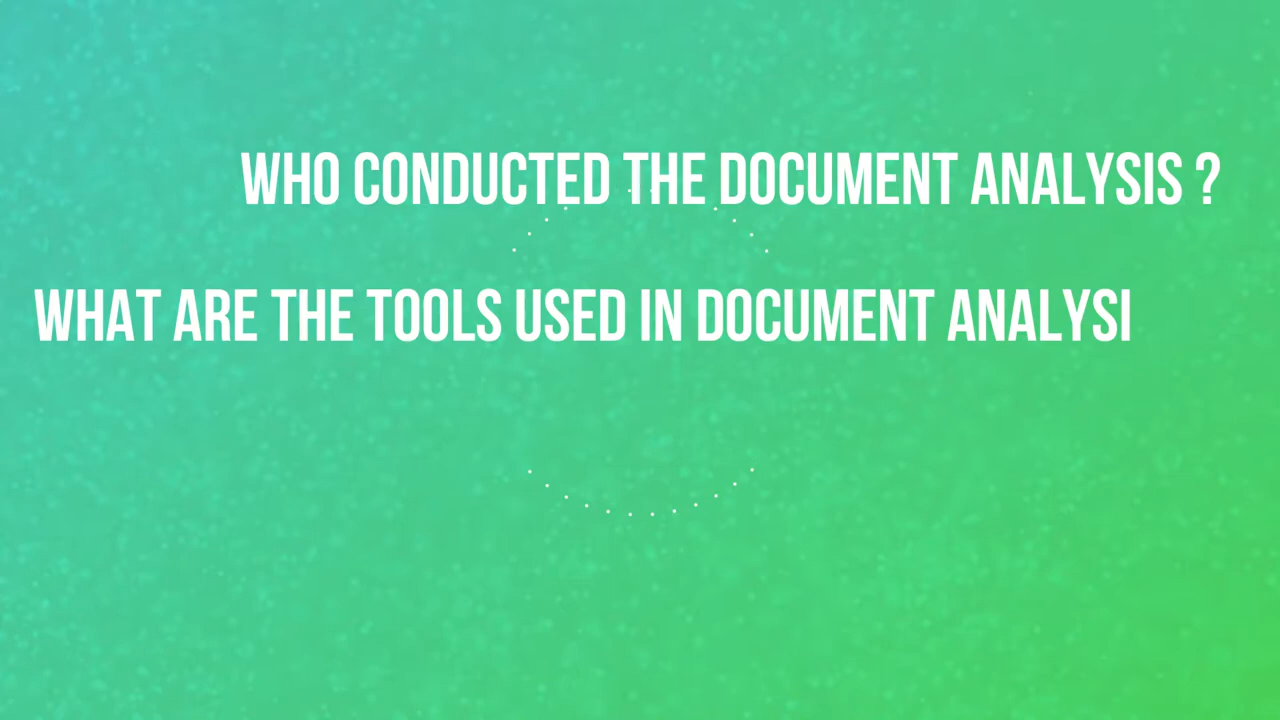 WHO CONDUCTED THE DOCUMENT ANALYSIS ?
WHAT ARE THE TOOLS USED IN DOCUMENT ANALYSI